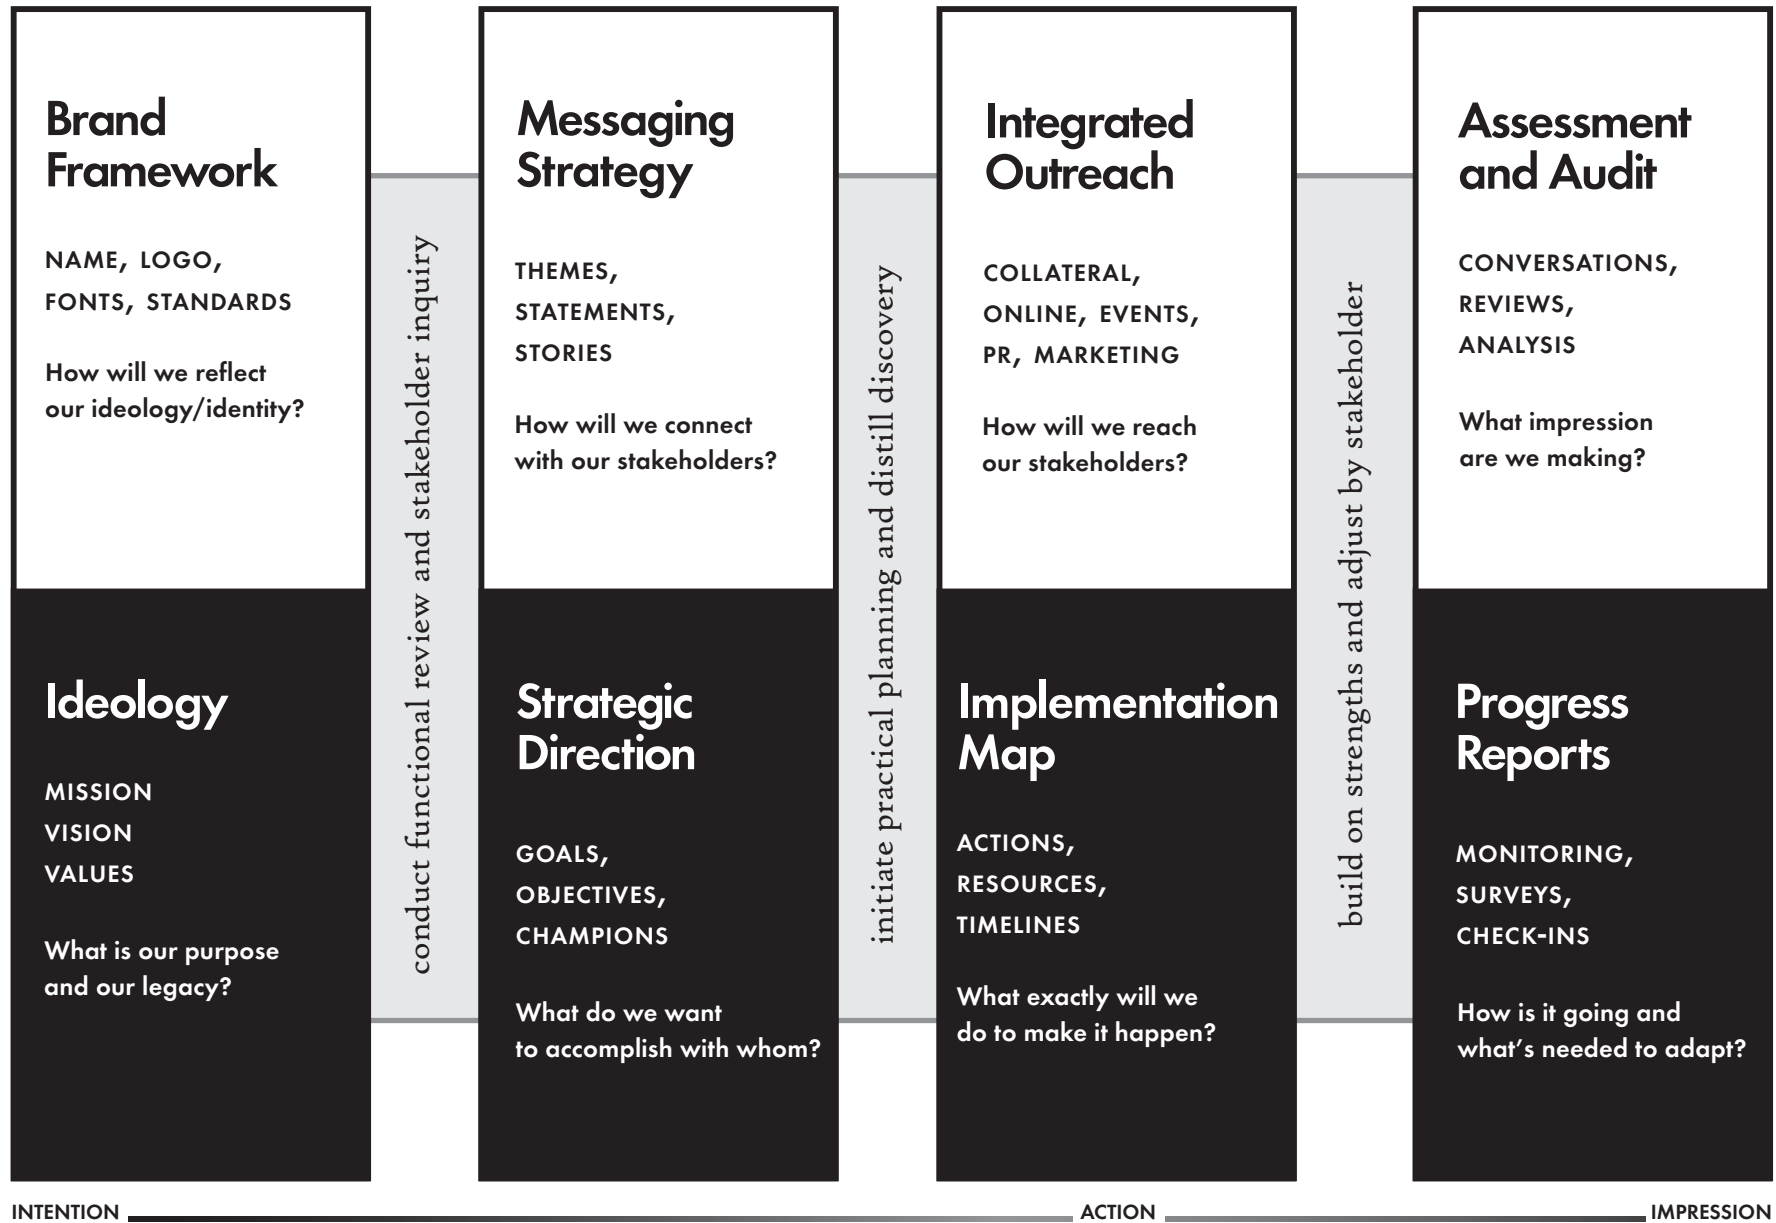 Brand
Framework
NAME, LOGO,
FONTS, STANDARDS
How will we reflect
our ideology/identity?
Ideology
MISSION
VISION
VALUES
What is our purpose
and our legacy?
conduct functional review and stakeholder inquiry
Messaging
Strategy
THEMES,
STATEMENTS,
STORIES
How will we connect
with our stakeholders?
Strategic
Direction
GOALS,
OBJECTIVES,
CHAMPIONS
What do we want
to accomplish with whom?
initiate practical planning and distill discovery
Integrated
Outreach
COLLATERAL,
ONLINE, EVENTS,
PR, MARKETING
How will we reach
our stakeholders?
Implementation
Map
ACTIONS,
RESOURCES,
TIMELINES
What exactly will we
do to make it happen?
build on strengths and adjust by stakeholder
Assessment
and Audit
CONVERSATIONS,
REVIEWS,
ANALYSIS
What impression
are we making?
Progress
Reports
MONITORING,
SURVEYS,
CHECK-INS
How is it going and
what's needed to adapt?
INTENTION
ACTION
IMPRESSION